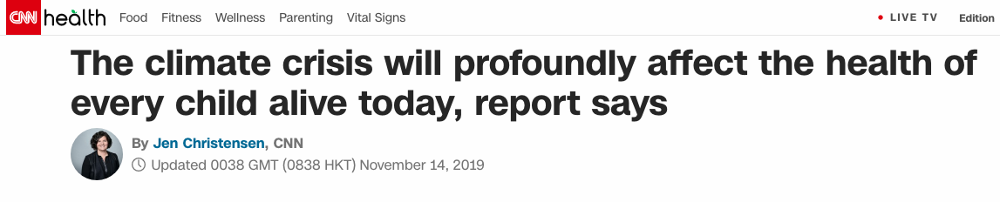 CNN health Food Fitness Wellness Parenting Vital Signs LIVE TV Edition
The climate crisis will profoundly affect the health of
every child alive today, report says
By Jen Christensen, CNN
Updated 0038 GMT (0838 HKT) November 14, 2019